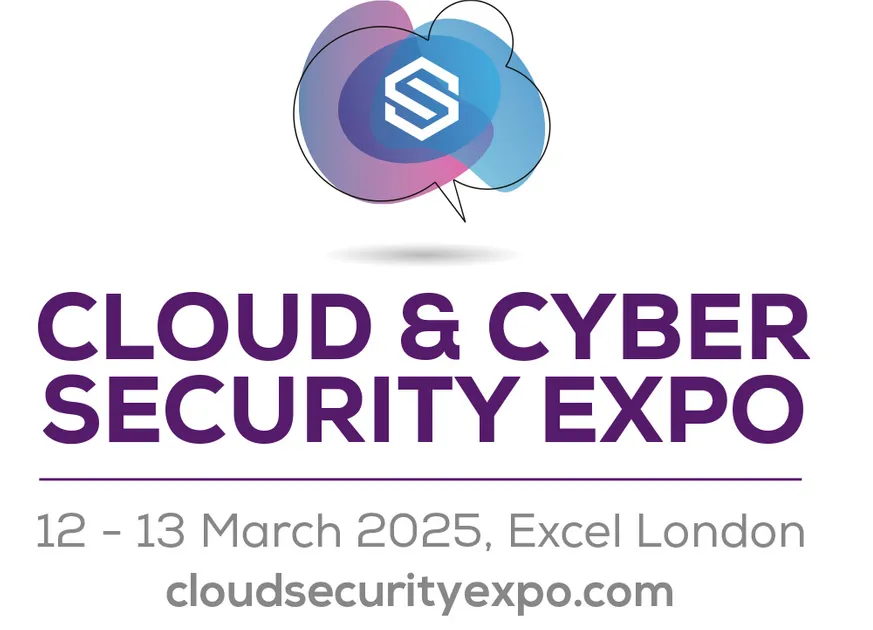 CLOUD & CYBER
SECURITY EXPO
12 - 13 March 2025, Excel London
cloudsecurityexpo.com